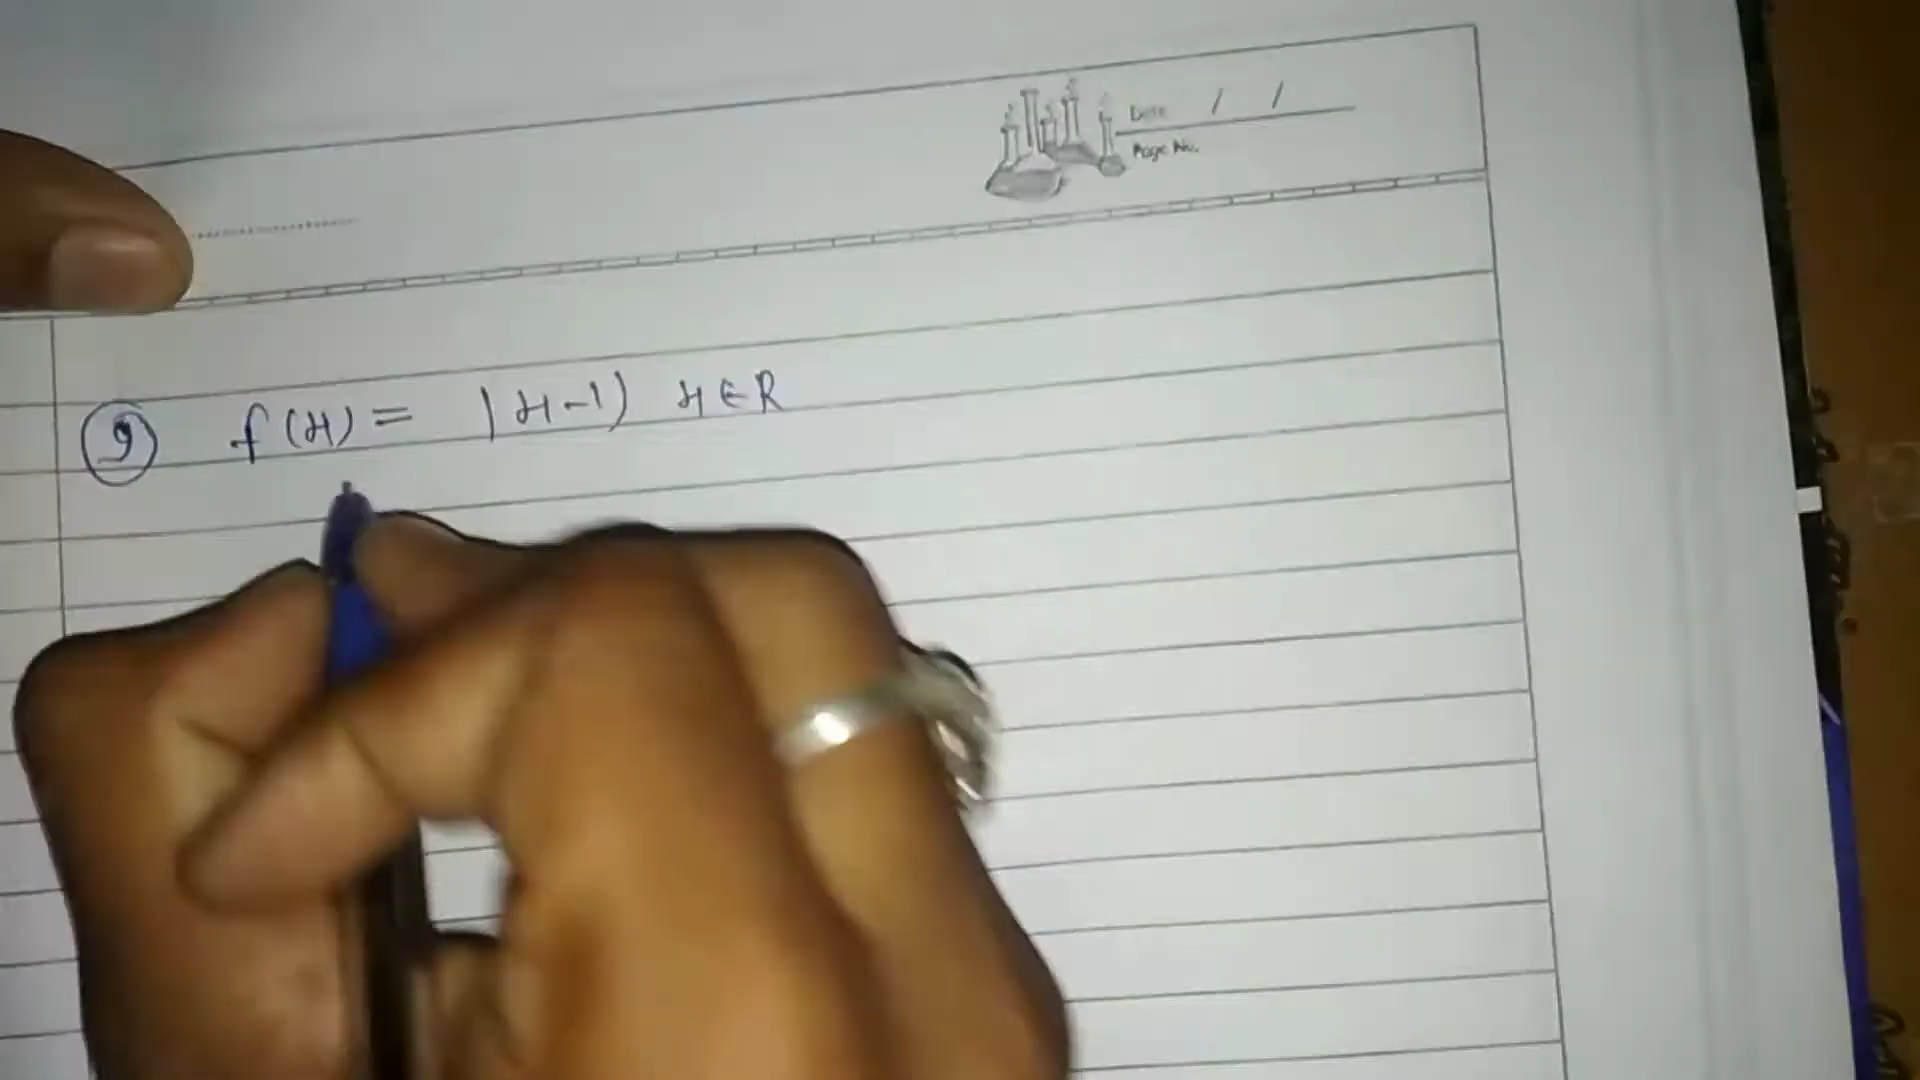 Date / /
Page No.
9 f(x) = |x-1| x ∈ R